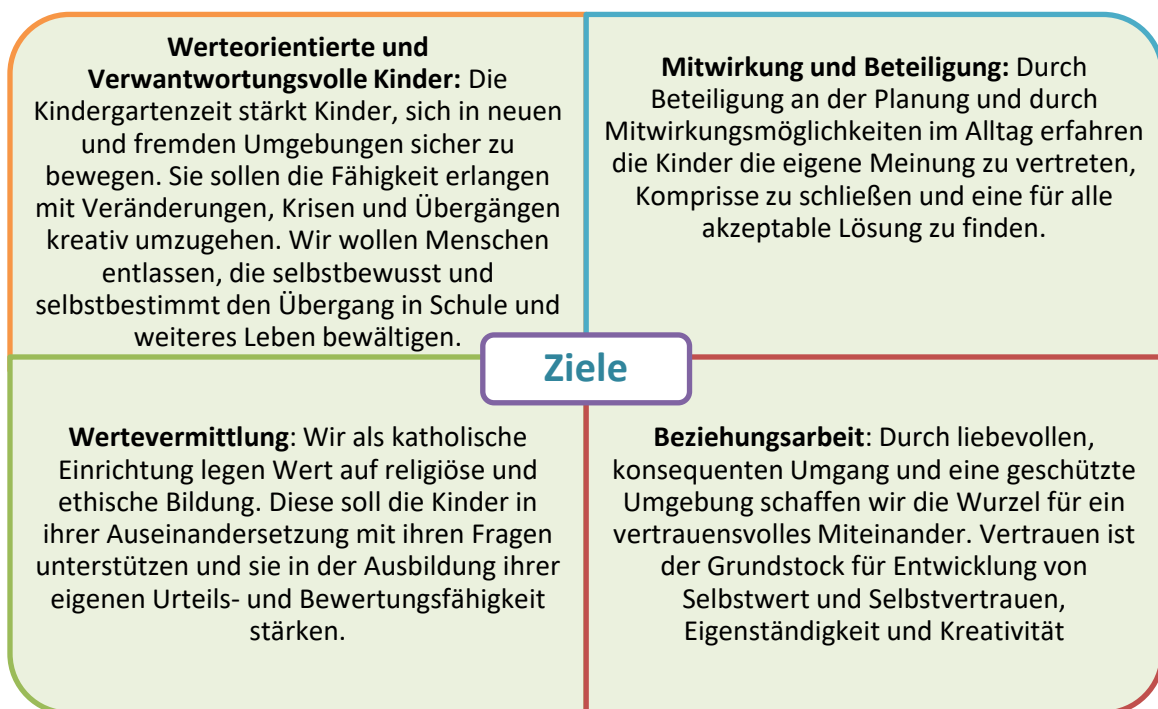 Werteorientierte und
Verwantwortungsvolle Kinder: Die
Kindergartenzeit stärkt Kinder, sich in neuen
und fremden Umgebungen sicher zu
bewegen. Sie sollen die Fähigkeit erlangen
mit Veränderungen, Krisen und Übergängen
kreativ umzugehen. Wir wollen Menschen
entlassen, die selbstbewusst und
selbstbestimmt den Übergang in Schule und
weiteres Leben bewältigen.
Mitwirkung und Beteiligung: Durch
Beteiligung an der Planung und durch
Mitwirkungsmöglichkeiten im Alltag erfahren
die Kinder die eigene Meinung zu vertreten,
Komprisse zu schließen und eine für alle
akzeptable Lösung zu finden.
Ziele
Wertevermittlung: Wir als katholische
Einrichtung legen Wert auf religiöse und
ethische Bildung. Diese soll die Kinder in
ihrer Auseinandersetzung mit ihren Fragen
unterstützen und sie in der Ausbildung ihrer
eigenen Urteils- und Bewertungsfähigkeit
stärken.
Beziehungsarbeit: Durch liebevollen,
konsequenten Umgang und eine geschützte
Umgebung schaffen wir die Wurzel für ein
vertrauensvolles Miteinander. Vertrauen ist
der Grundstock für Entwicklung von
Selbstwert und Selbstvertrauen,
Eigenständigkeit und Kreativität